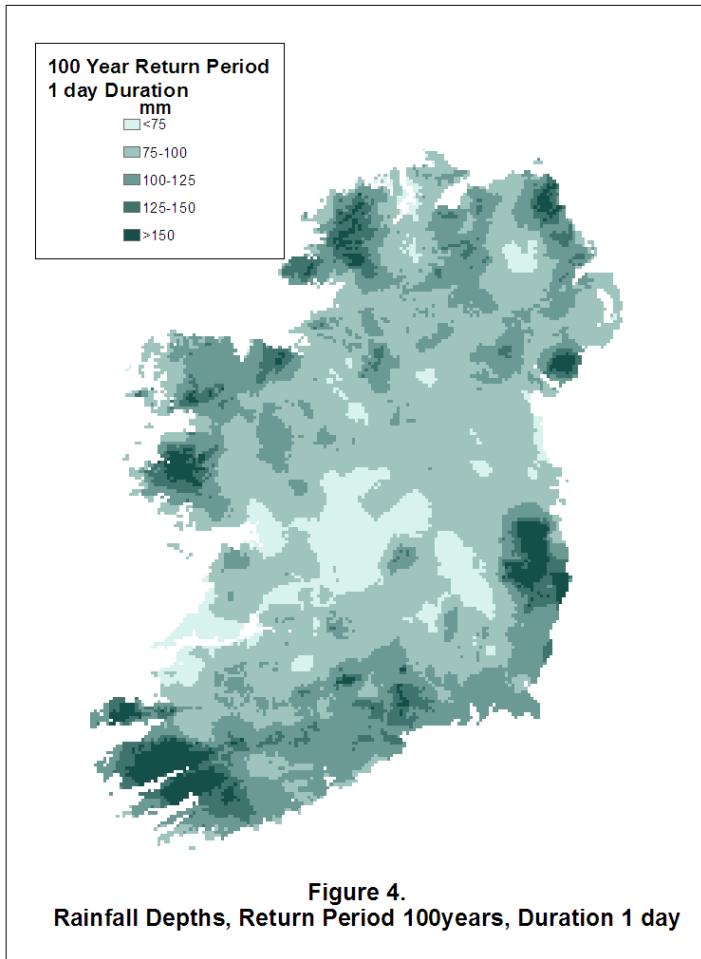 100 Year Return Period
1 day Duration
mm
<75
75-100
100-125
125-150
>150
Figure 4.
Rainfall Depths, Return Period 100years, Duration 1 day